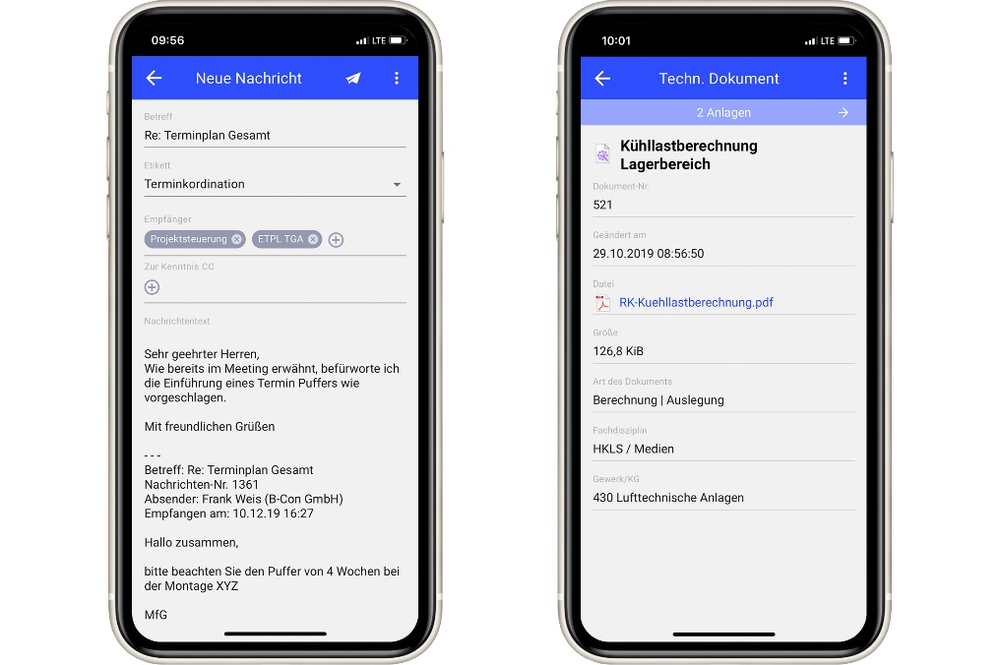 09:56
LTE
Neue Nachricht
Betreff
Re: Terminplan Gesamt
Etikett
Terminkordination
Empfänger
Projektsteuerung
ETPL TGA
Zur Kenntnis CC
Nachrichtentext
Sehr geehrter Herren,
Wie bereits im Meeting erwähnt, befürworte ich
die Einführung eines Termin Puffers wie
vorgeschlagen.
Mit freundlichen Grüßen
- - -
Betreff: Re: Terminplan Gesamt
Nachrichten-Nr. 1361
Absender: Frank Weis (B-Con GmbH)
Empfangen am: 10.12.19 16:27
Hallo zusammen,
bitte beachten Sie den Puffer von 4 Wochen bei
der Montage XYZ
MfG
10:01
LTE
Techn. Dokument
2 Anlagen
Kühllastberechnung
Lagerbereich
Dokument-Nr.
521
Geändert am
29.10.2019 08:56:50
Datei
RK-Kuehllastberechnung.pdf
Größe
126,8 KiB
Art des Dokuments
Berechnung | Auslegung
Fachdisziplin
HKLS / Medien
Gewerk/KG
430 Lufttechnische Anlagen